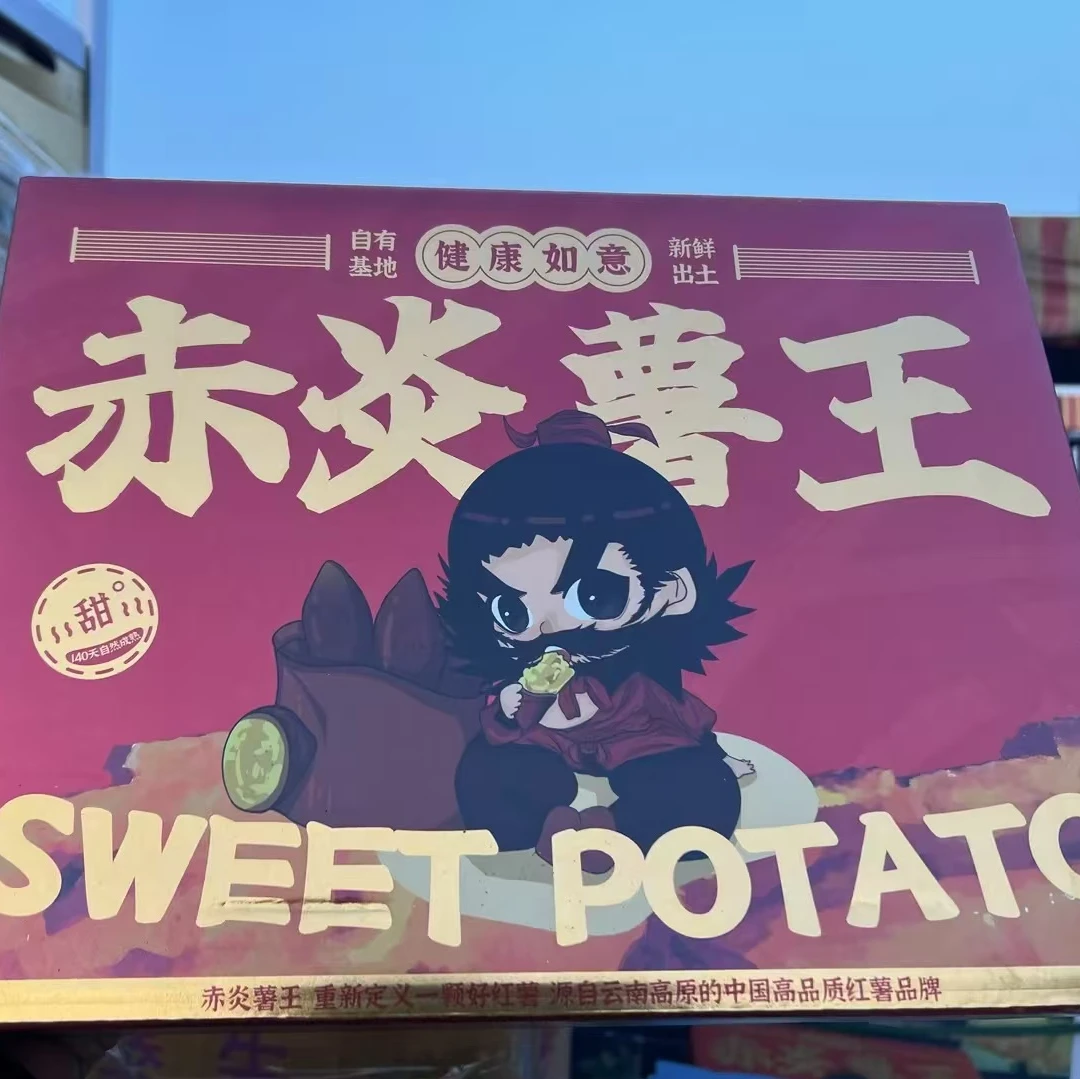 自有
基地
健康如意
新鲜
出土
赤炎薯王
甜°
140天自然成熟
SWEET POTATO
赤炎薯王 重新定义一颗好红薯 源自云南高原的中国高品质红薯品牌